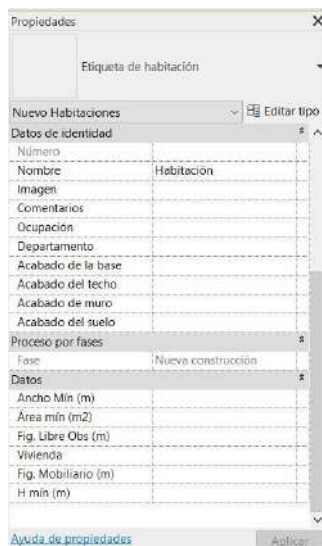 Propiedades
Etiqueta de habitación
Nuevo Habitaciones Editar tipo
Datos de identidad
Número
Nombre Habitación
Imagen
Comentarios
Ocupación
Departamento
Acabado de la base
Acabado del techo
Acabado de muro
Acabado del suelo
Proceso por fases
Fase Nueva construcción
Datos
Ancho Mín (m)
Área mín (m2)
Fig. Libre Obs (m)
Vivienda
Fig. Mobiliario (m)
H mín (m)
Ayuda de propiedades Aplicar